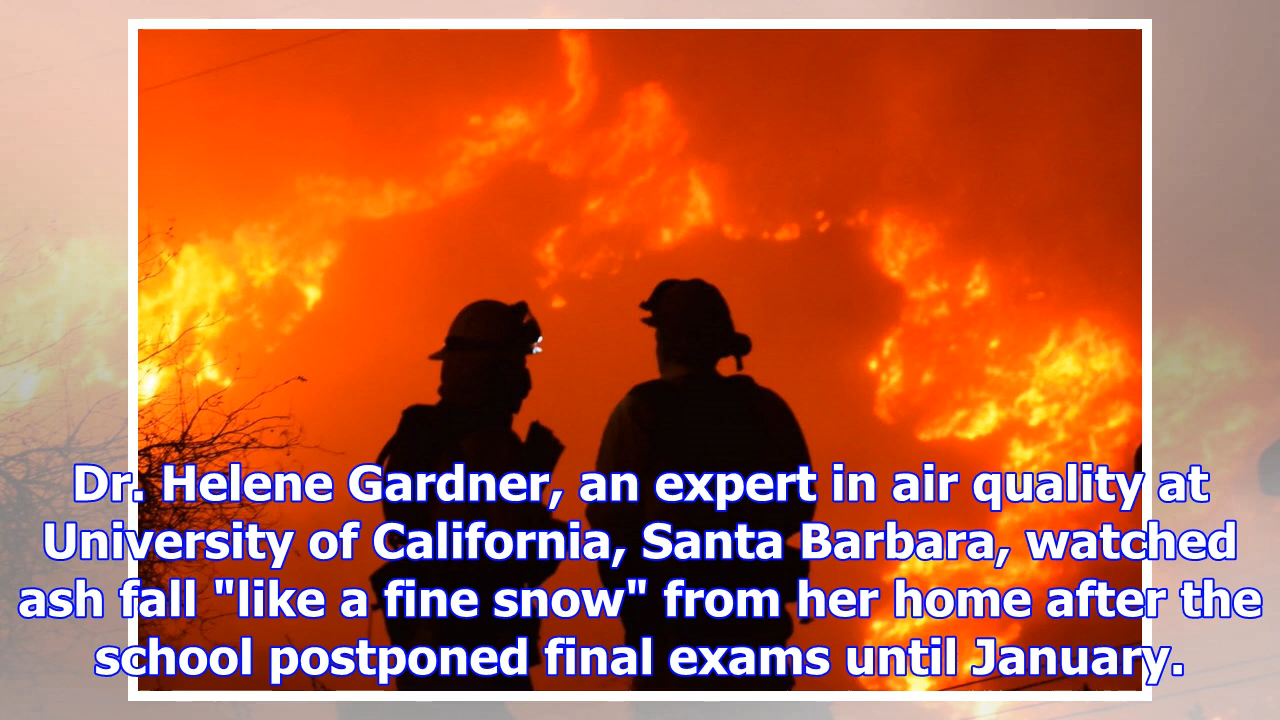 Dr. Helene Gardner, an expert in air quality at
University of California, Santa Barbara, watched
ash fall "like a fine snow" from her home after the
school postponed final exams until January.